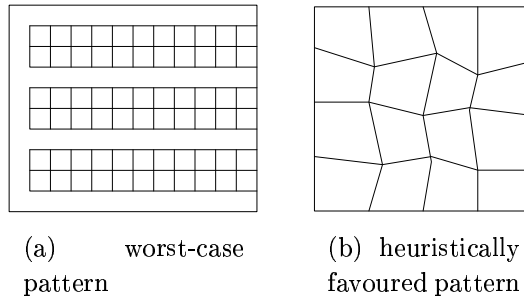 (a) worst-case
pattern
(b) heuristically
favoured pattern